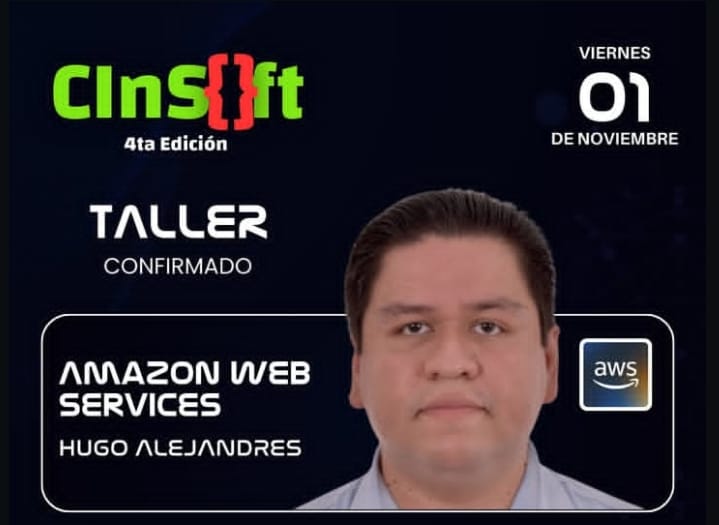 CInS{}ft
4ta Edición
VIERNES
01
DE NOVIEMBRE
TALLER
CONFIRMADO
AMAZON WEB
SERVICES
HUGO ALEJANDRES
aws